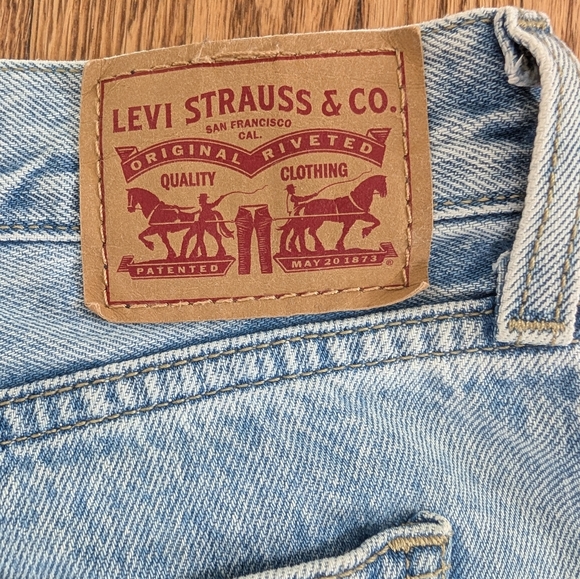 LEVI STRAUSS & CO.
SAN FRANCISCO
CAL.
ORIGINAL RIVETED
QUALITY CLOTHING
PATENTED MAY 20 1873 ®